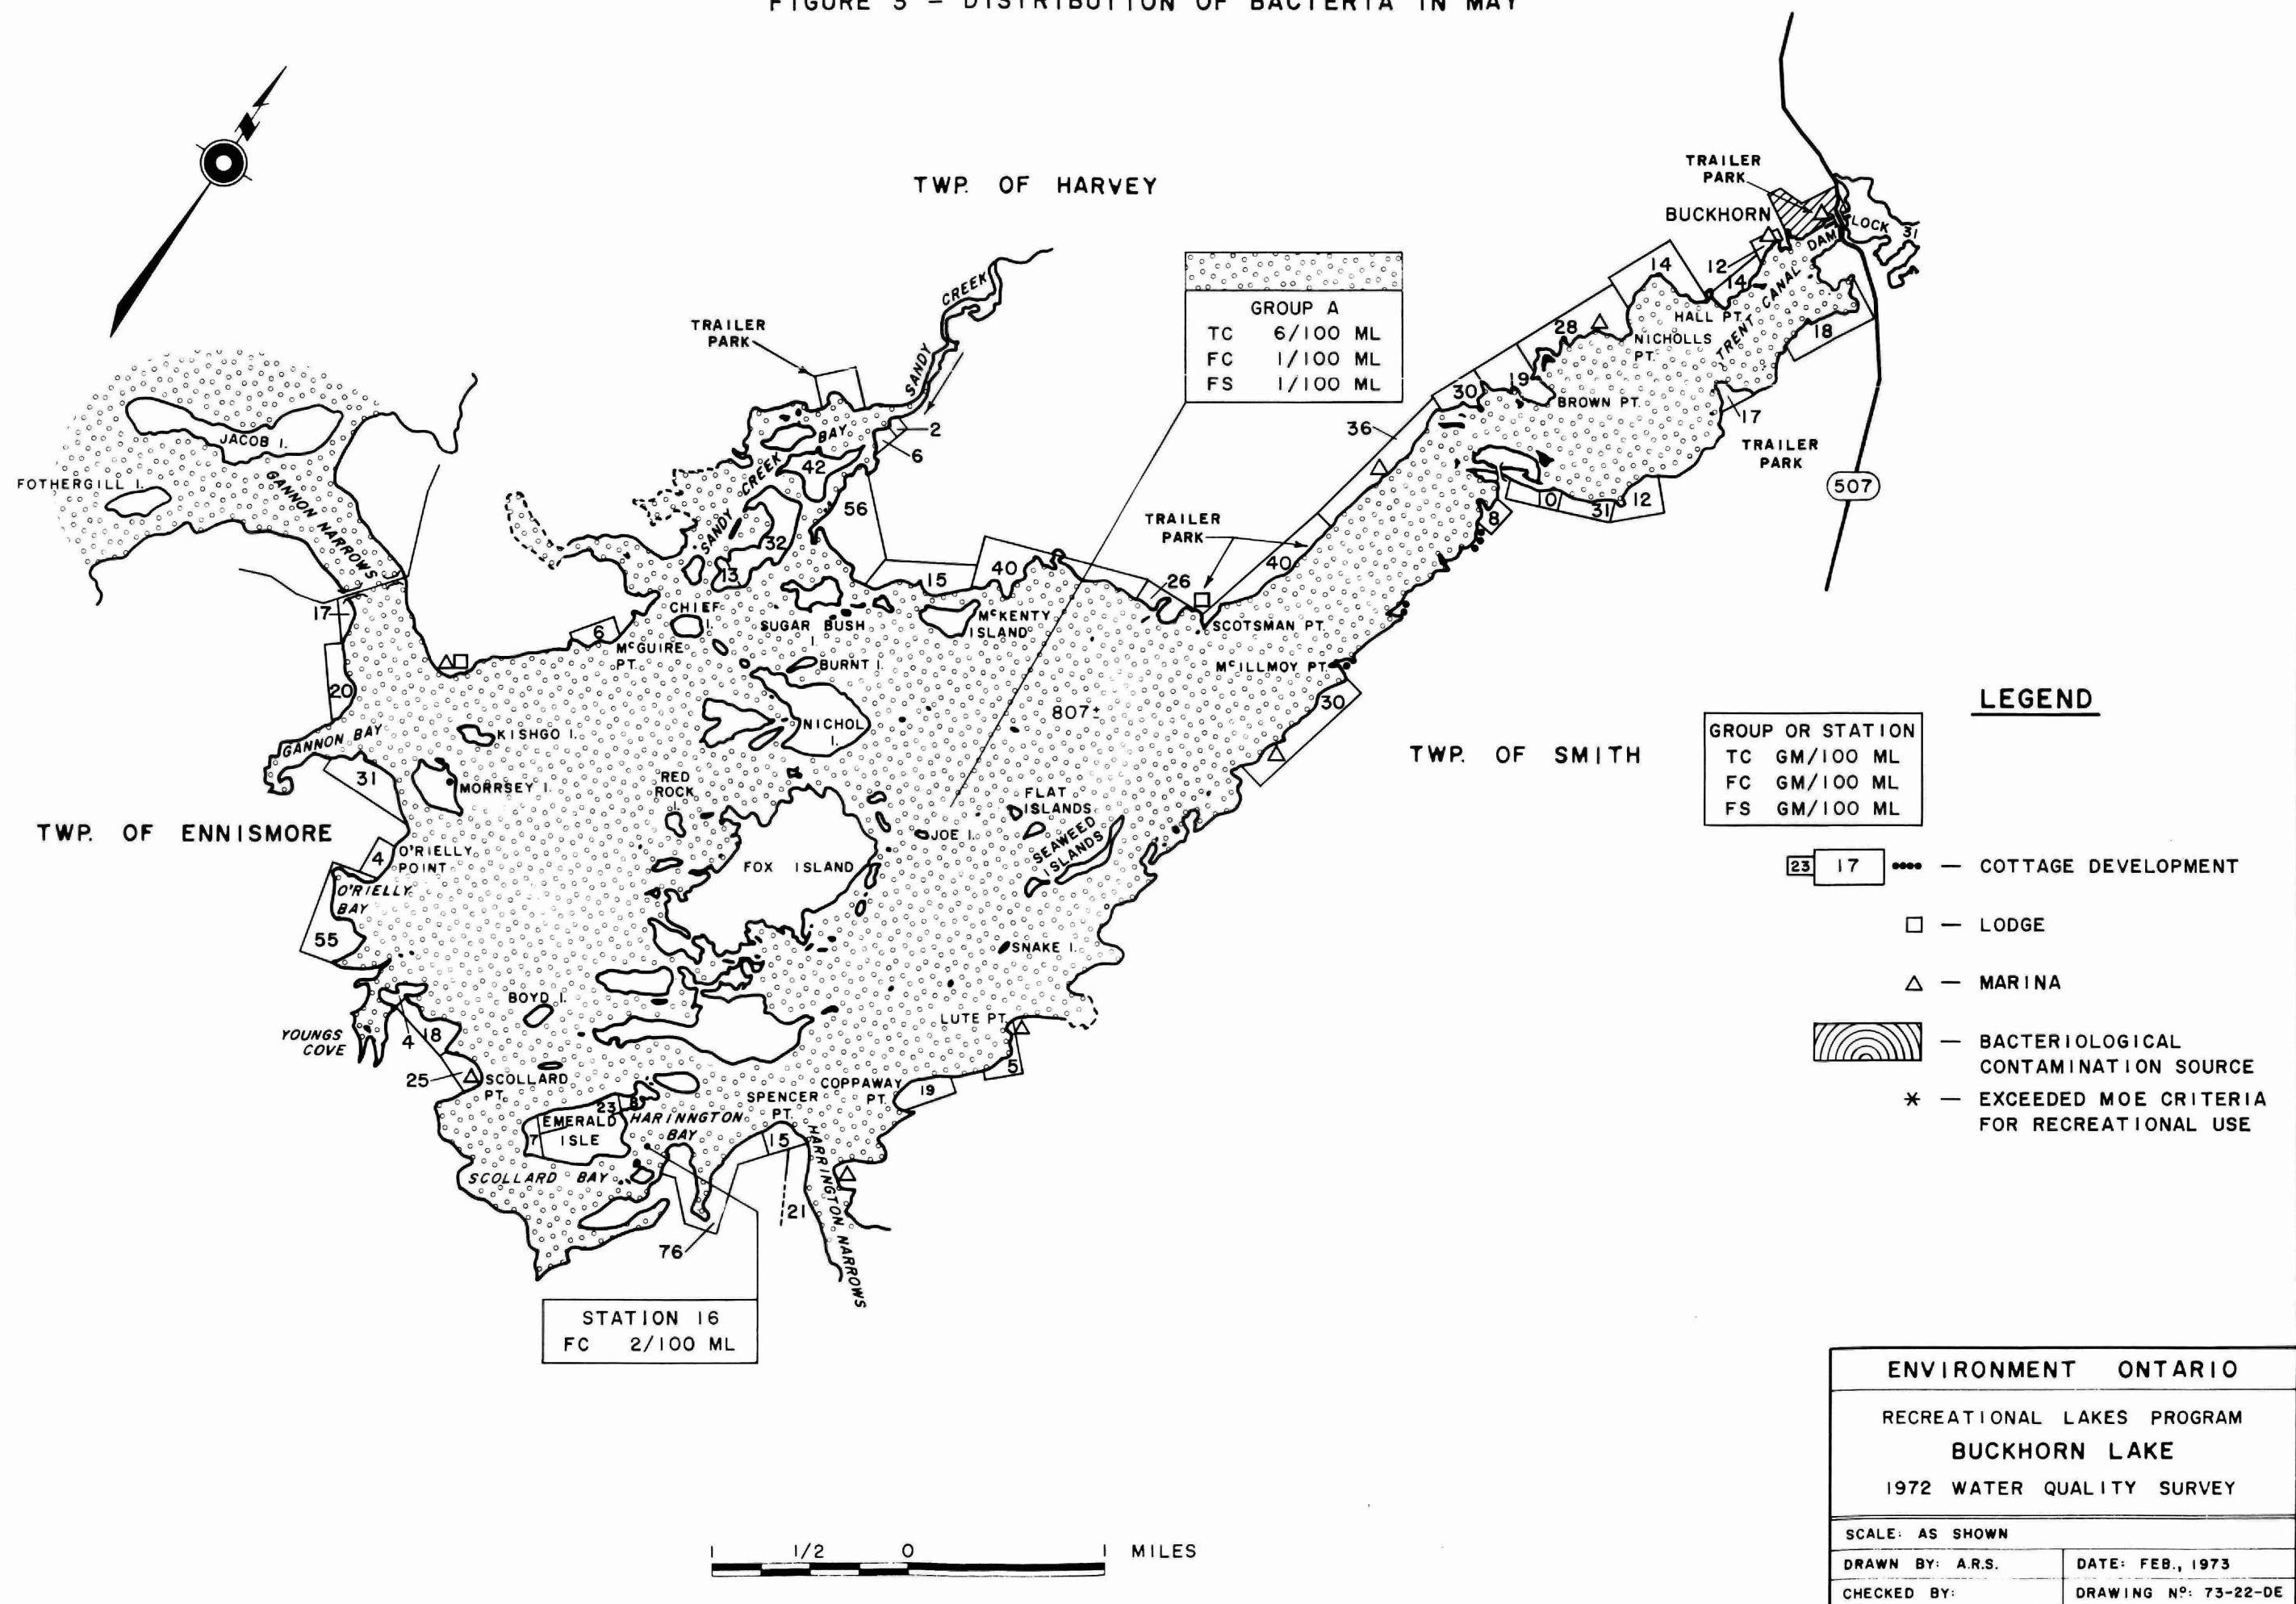 FIGURE 3 – DISTRIBUTION OF BACTERIA IN MAY
N
TWP. OF HARVEY
TRAILER
PARK
BUCKHORN
LOCK 31
DAM
12
14
14
TRENT CANAL
HALL PT.
NICHOLLS
PT.
28
18
19
30
BROWN PT.
17
TRAILER
PARK
507
36
10
31
12
8
GROUP A
TC 6/100 ML
FC 1/100 ML
FS 1/100 ML
TRAILER
PARK
SANDY CREEK
2
6
BAY
42
SANDY CREEK
56
32
13
JACOB I.
FOTHERGILL I.
GANNON NARROWS
17
20
6
MCGUIRE
PT.
CHIEF
I.
SUGAR BUSH
I.
BURNT I.
15
40
MCKENTY
ISLAND
26
TRAILER
PARK
40
SCOTSMAN PT.
MCILLMOY PT.
30
807±
NICHOL
I.
KISHGO I.
GANNON BAY
31
MORRSEY I.
RED
ROCK
I.
FLAT
ISLANDS
JOE I.
SEAWEED
ISLANDS
FOX ISLAND
TWP. OF SMITH
TWP. OF ENNISMORE
4
O'RIELLY
POINT
O'RIELLY
BAY
55
SNAKE I.
BOYD I.
LUTE PT.
YOUNGS
COVE
4
18
25
SCOLLARD
PT.
5
COPPAWAY
PT.
19
SPENCER
PT.
23
8
EMERALD
ISLE
7
HARINNGTON
BAY
15
SCOLLARD BAY
HARRINGTON NARROWS
21
76
STATION 16
FC 2/100 ML
LEGEND
GROUP OR STATION
TC GM/100 ML
FC GM/100 ML
FS GM/100 ML
23 17 — COTTAGE DEVELOPMENT
— LODGE
— MARINA
— BACTERIOLOGICAL
CONTAMINATION SOURCE
* — EXCEEDED MOE CRITERIA
FOR RECREATIONAL USE
1 1/2 0 1 MILES
ENVIRONMENT ONTARIO
RECREATIONAL LAKES PROGRAM
BUCKHORN LAKE
1972 WATER QUALITY SURVEY
SCALE: AS SHOWN
DRAWN BY: A.R.S.
DATE: FEB., 1973
CHECKED BY:
DRAWING Nº: 73-22-DE